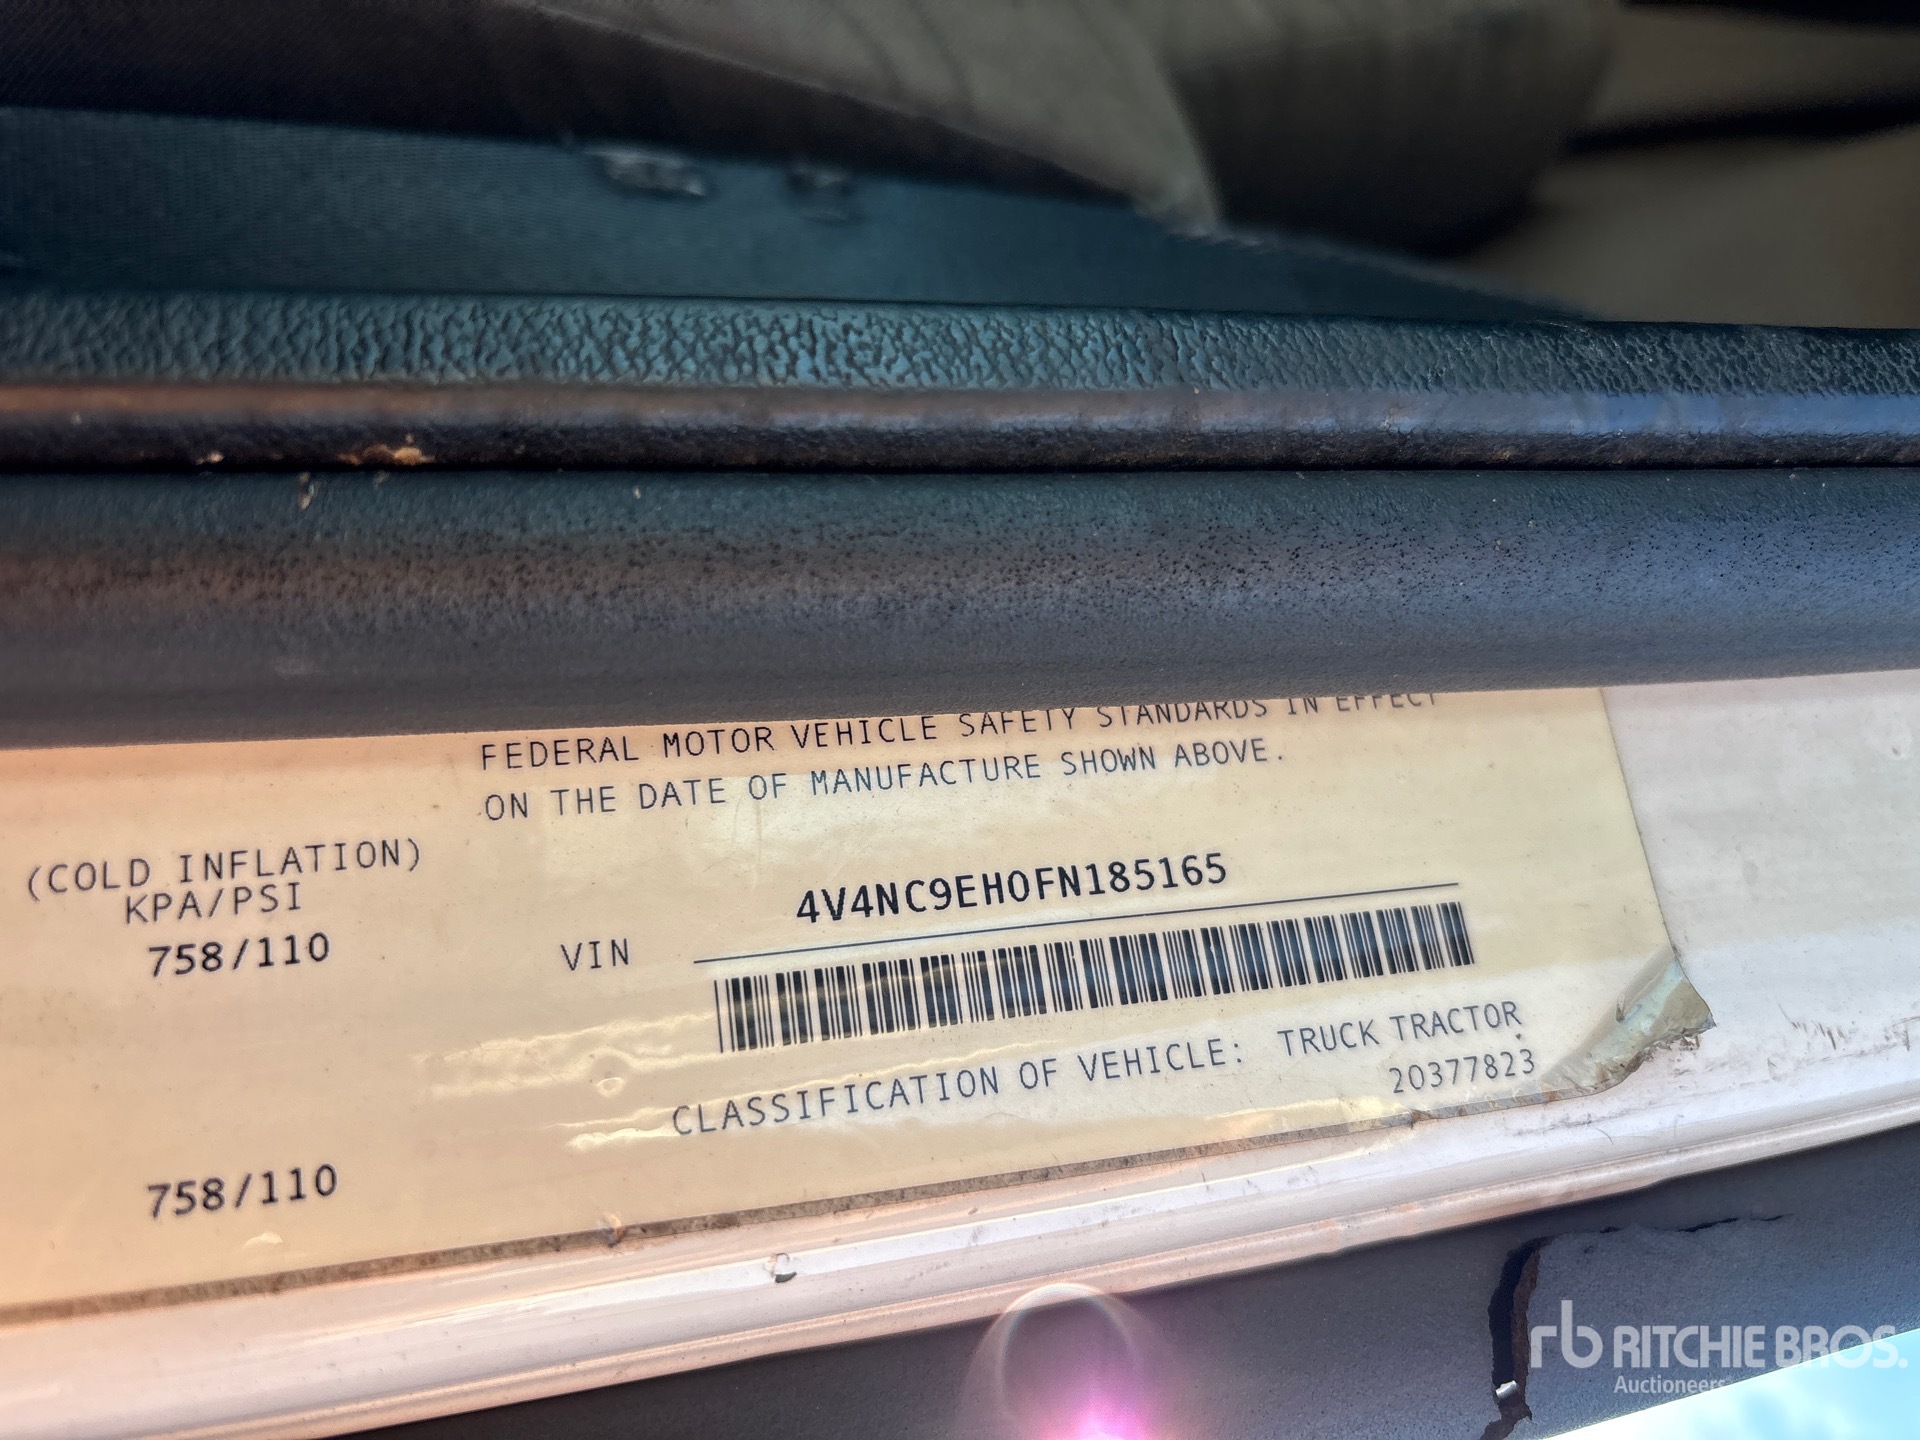 FEDERAL MOTOR VEHICLE SAFETY STANDARDS IN EFFECT
ON THE DATE OF MANUFACTURE SHOWN ABOVE.
(COLD INFLATION)
KPA/PSI
758/110
VIN 4V4NC9EH0FN185165
CLASSIFICATION OF VEHICLE: TRUCK TRACTOR
20377823
758/110
rb RITCHIE BROS.
Auctioneers